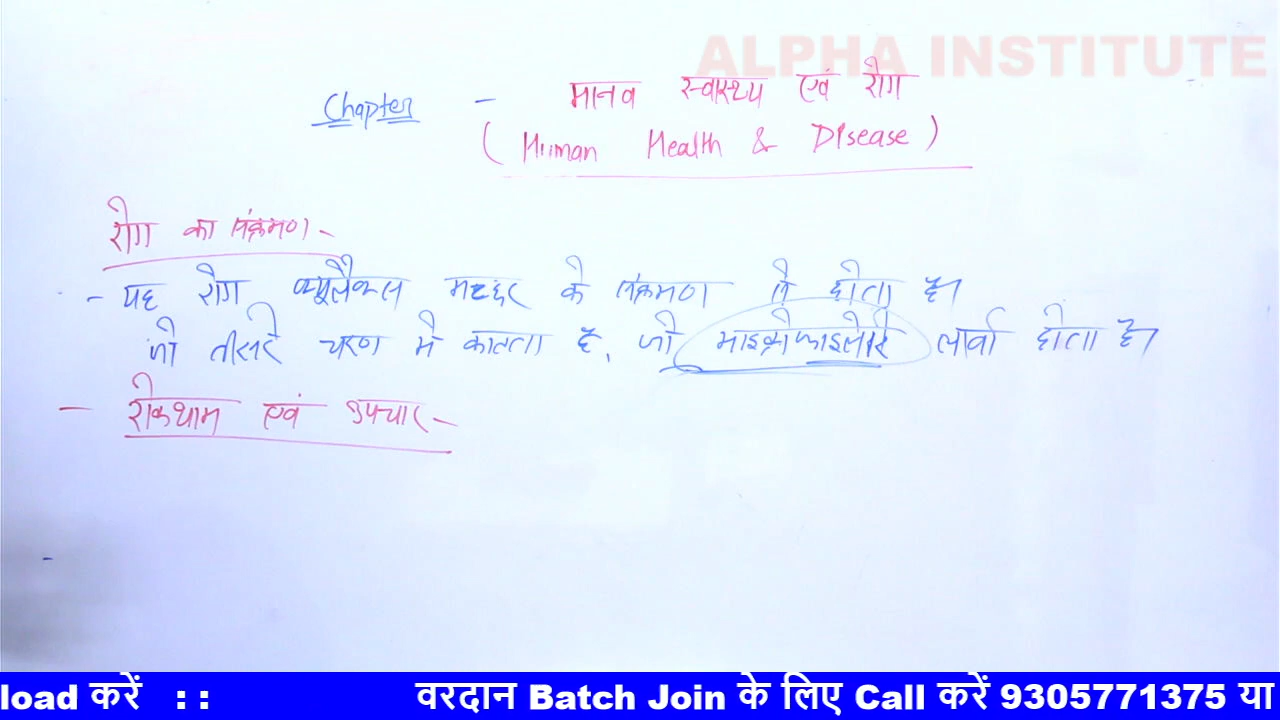 ALPHA INSTITUTE
Chapter - मानव स्वास्थ्य एवं रोग
( Human Health & Disease )
रोग का संक्रमण -
- यह रोग क्यूलैक्स मच्छर के संक्रमण से होता है।
जो तीसरे चरण मे काटता है, जो माइक्रोफाइलेरि लार्वा होता है।
- रोकथाम एवं उपचार -
load करें : : वरदान Batch Join के लिए Call करें 9305771375 या